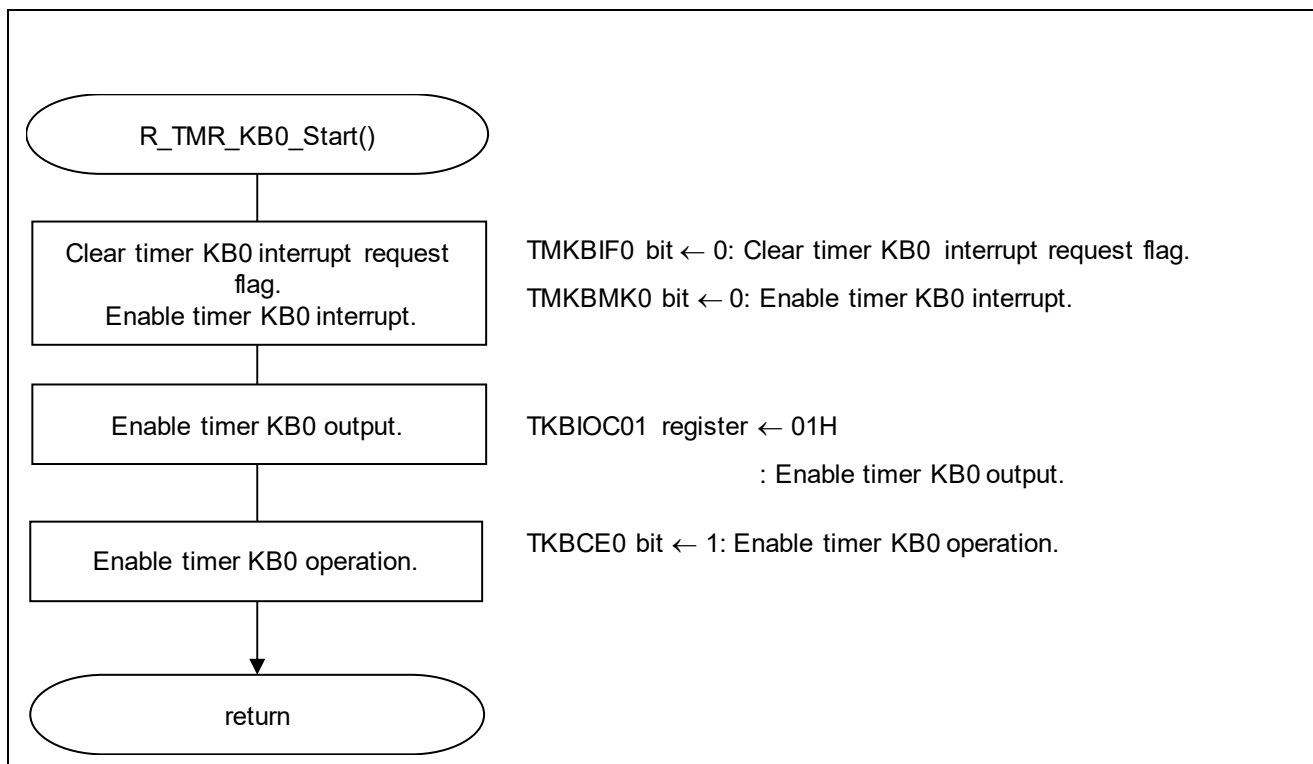 R_TMR_KB0_Start()
Clear timer KB0 interrupt request
flag.
Enable timer KB0 interrupt.
TMKBIF0 bit ← 0: Clear timer KB0 interrupt request flag.
TMKBMK0 bit ← 0: Enable timer KB0 interrupt.
Enable timer KB0 output.
TKBIOC01 register ← 01H
: Enable timer KB0 output.
Enable timer KB0 operation.
TKBCE0 bit ← 1: Enable timer KB0 operation.
return